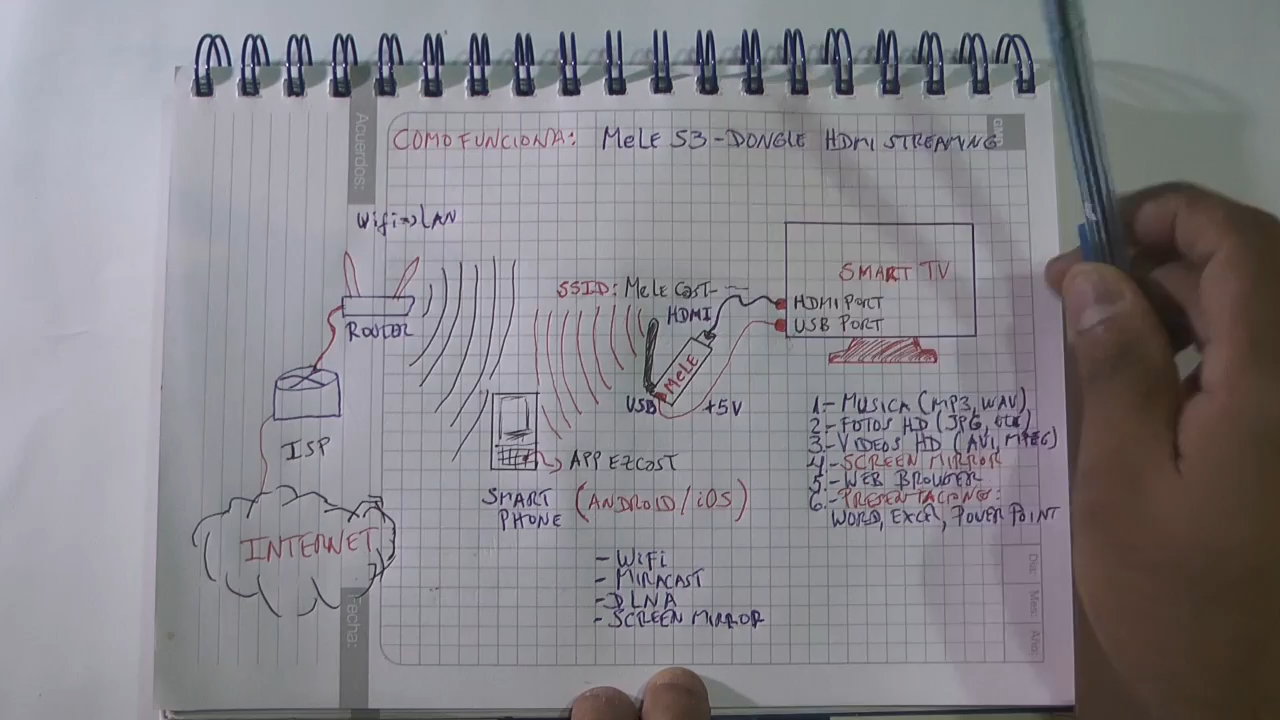 Acuerdos:
COMO FUNCIONA: MeLE S3-DONGLE HDMI STREAMING
Wifi=>LAN
ROUTER
ISP
INTERNET
SSID: MeLe Cast
HDMI
MeLE
USB
+5V
SMART TV
HDMI PORT
USB PORT
APP EZCAST
SMART PHONE (ANDROID/iOS)
- WiFi
- MIRACAST
- DLNA
- SCREEN MIRROR
1.- MUSICA (MP3, WAV)
2.- FOTOS HD (JPG, etc)
3.- VIDEOS HD (AVI, MPEG)
4.- SCREEN MIRROR
5.- WEB BROWSER
6.- PRESENTACIONES:
WORD, EXCEL, POWER POINT
Fecha:
Día:
Mes:
Año: